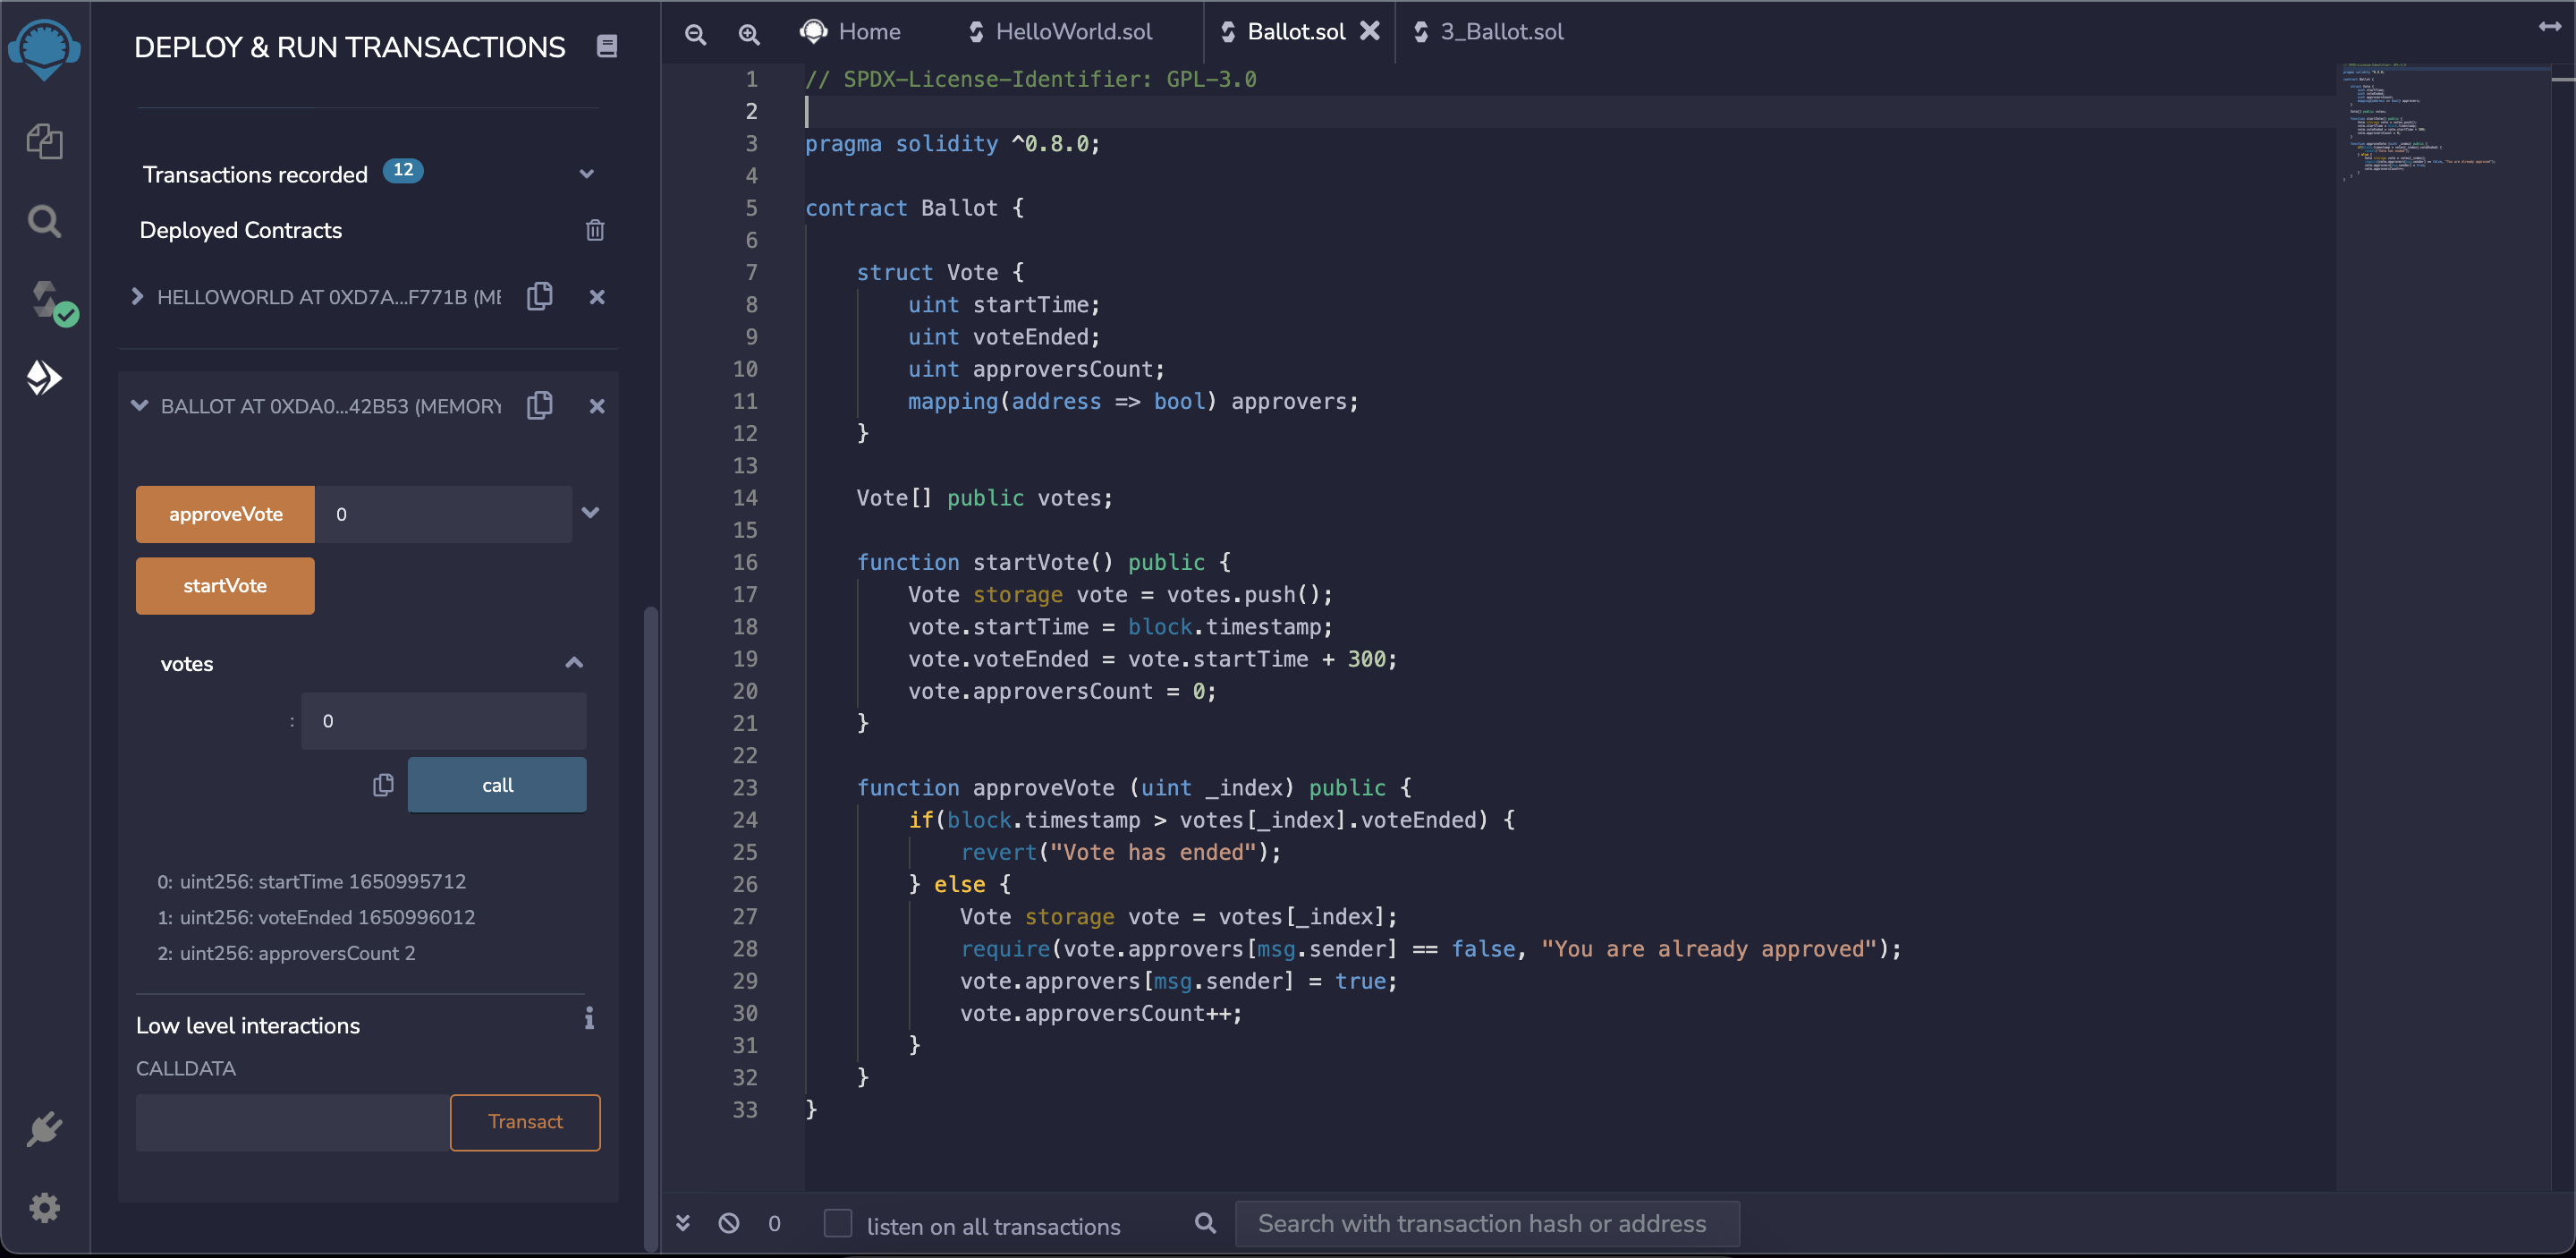 DEPLOY & RUN TRANSACTIONS
Transactions recorded 12
Deployed Contracts
HELLOWORLD AT 0XD7A...F771B (ME
BALLOT AT 0XDA0...42B53 (MEMORY
approveVote 0
startVote
votes
: 0
call
0: uint256: startTime 1650995712
1: uint256: voteEnded 1650996012
2: uint256: approversCount 2
Low level interactions
i
CALLDATA
Transact
Home HelloWorld.sol Ballot.sol 3_Ballot.sol
1 // SPDX-License-Identifier: GPL-3.0
2
3 pragma solidity ^0.8.0;
4
5 contract Ballot {
6
7 struct Vote {
8 uint startTime;
9 uint voteEnded;
10 uint approversCount;
11 mapping(address => bool) approvers;
12 }
13
14 Vote[] public votes;
15
16 function startVote() public {
17 Vote storage vote = votes.push();
18 vote.startTime = block.timestamp;
19 vote.voteEnded = vote.startTime + 300;
20 vote.approversCount = 0;
21 }
22
23 function approveVote (uint _index) public {
24 if(block.timestamp > votes[_index].voteEnded) {
25 revert("Vote has ended");
26 } else {
27 Vote storage vote = votes[_index];
28 require(vote.approvers[msg.sender] == false, "You are already approved");
29 vote.approvers[msg.sender] = true;
30 vote.approversCount++;
31 }
32 }
33 }
0 listen on all transactions Search with transaction hash or address